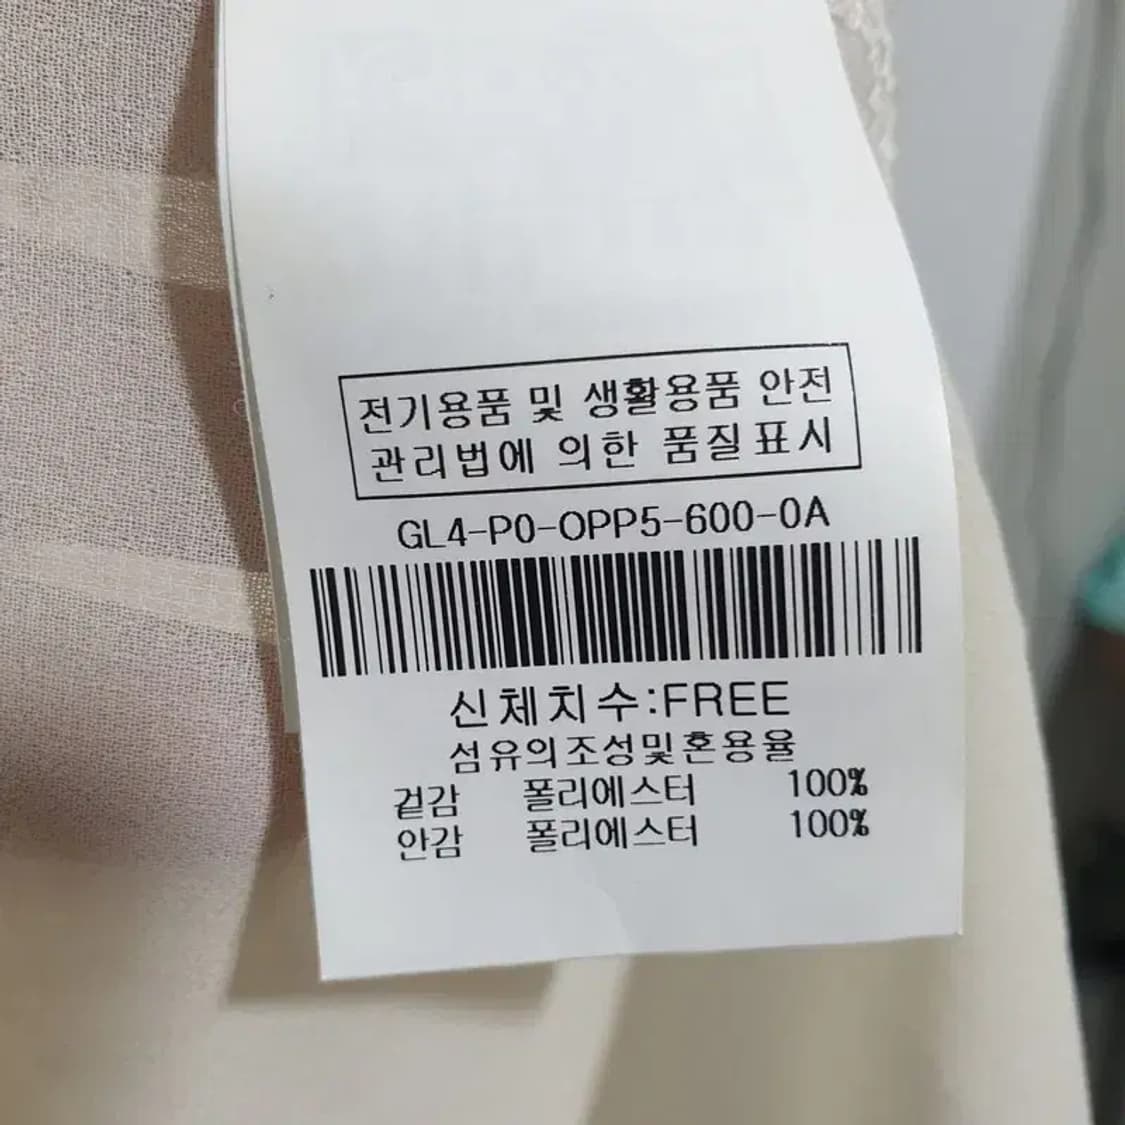 전기용품 및 생활용품 안전
관리법에 의한 품질표시
GL4-P0-OPP5-600-0A
신체치수:FREE
섬유의조성및혼용율
겉감 폴리에스터 100%
안감 폴리에스터 100%